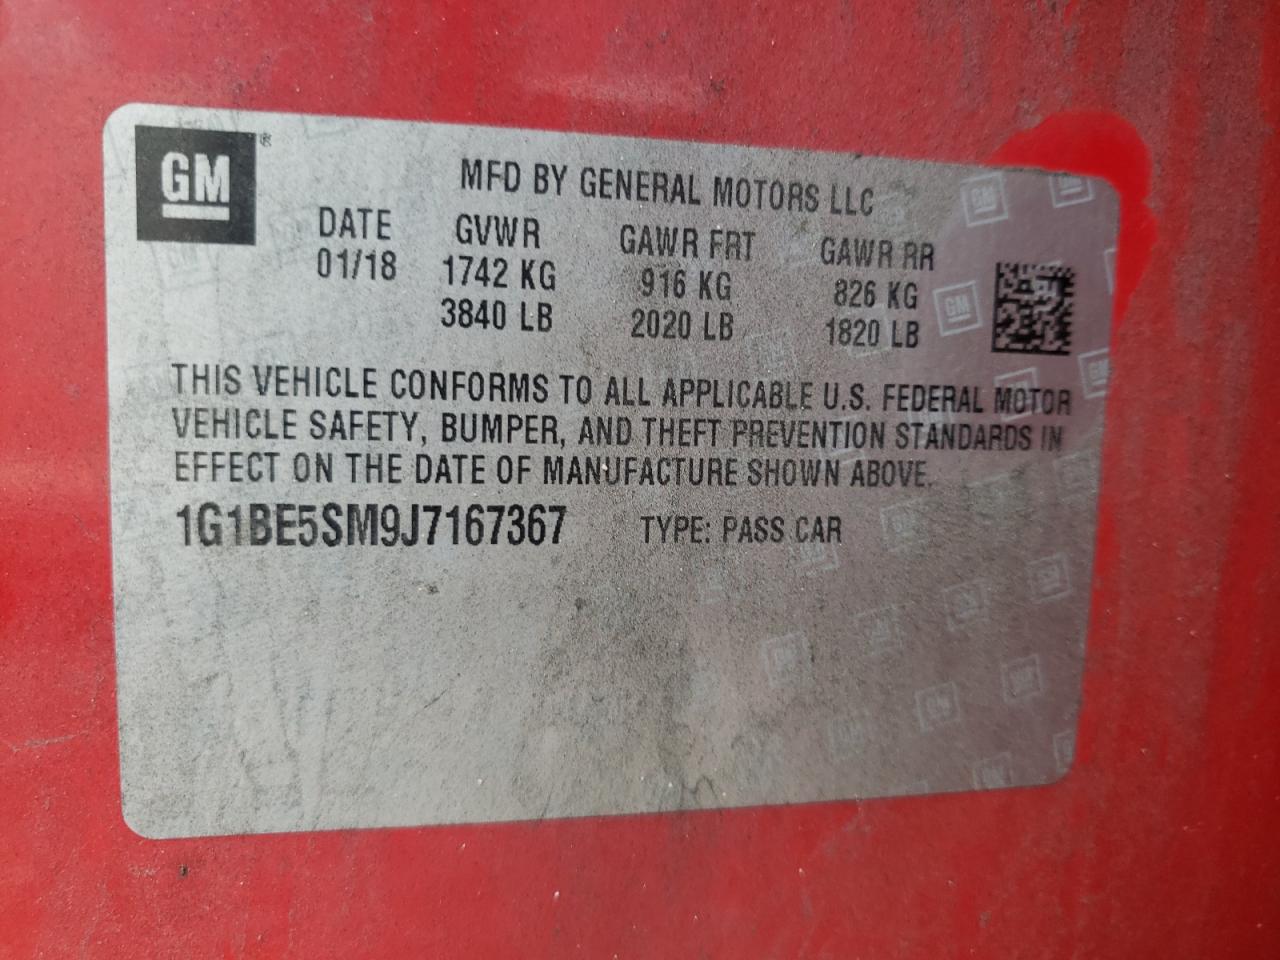 GM®
MFD BY GENERAL MOTORS LLC
DATE GVWR GAWR FRT GAWR RR
01/18 1742 KG 916 KG 826 KG
3840 LB 2020 LB 1820 LB
THIS VEHICLE CONFORMS TO ALL APPLICABLE U.S. FEDERAL MOTOR
VEHICLE SAFETY, BUMPER, AND THEFT PREVENTION STANDARDS IN
EFFECT ON THE DATE OF MANUFACTURE SHOWN ABOVE.
1G1BE5SM9J7167367 TYPE: PASS CAR